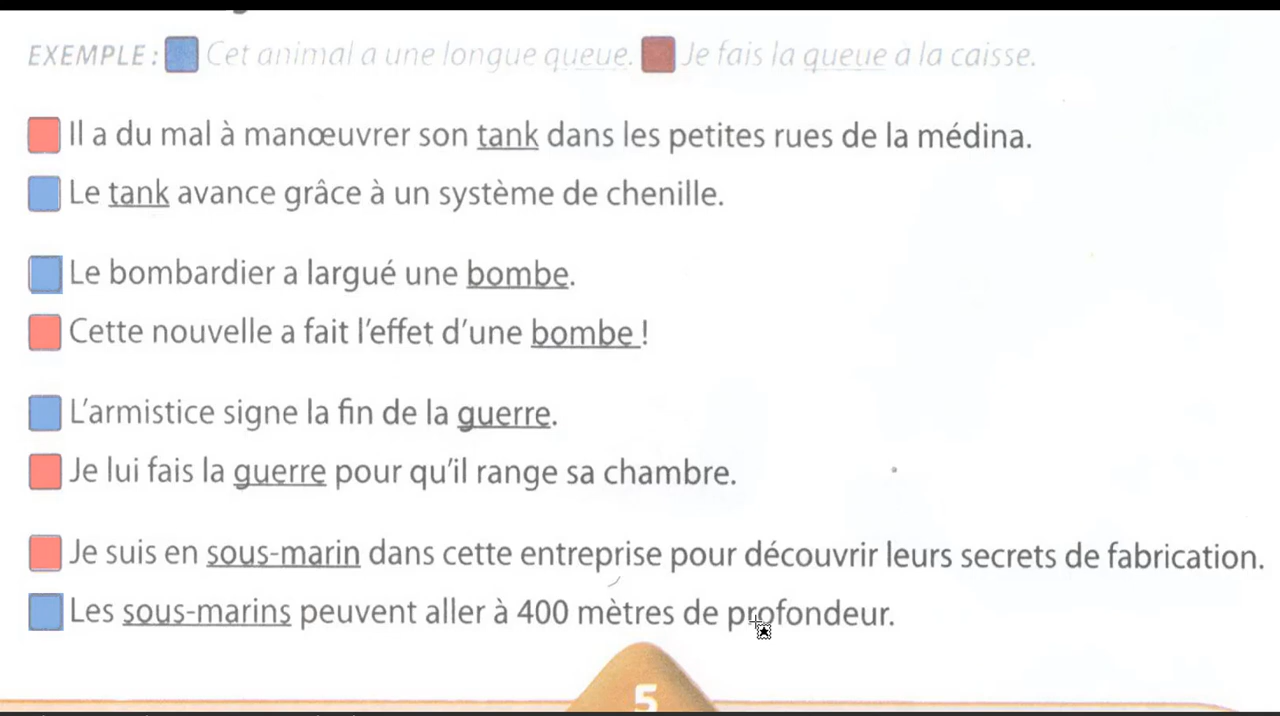 EXEMPLE : Cet animal a une longue queue. Je fais la queue à la caisse.
Il a du mal à manœuvrer son tank dans les petites rues de la médina.
Le tank avance grâce à un système de chenille.
Le bombardier a largué une bombe.
Cette nouvelle a fait l'effet d'une bombe !
L'armistice signe la fin de la guerre.
Je lui fais la guerre pour qu'il range sa chambre.
Je suis en sous-marin dans cette entreprise pour découvrir leurs secrets de fabrication.
Les sous-marins peuvent aller à 400 mètres de profondeur.
5